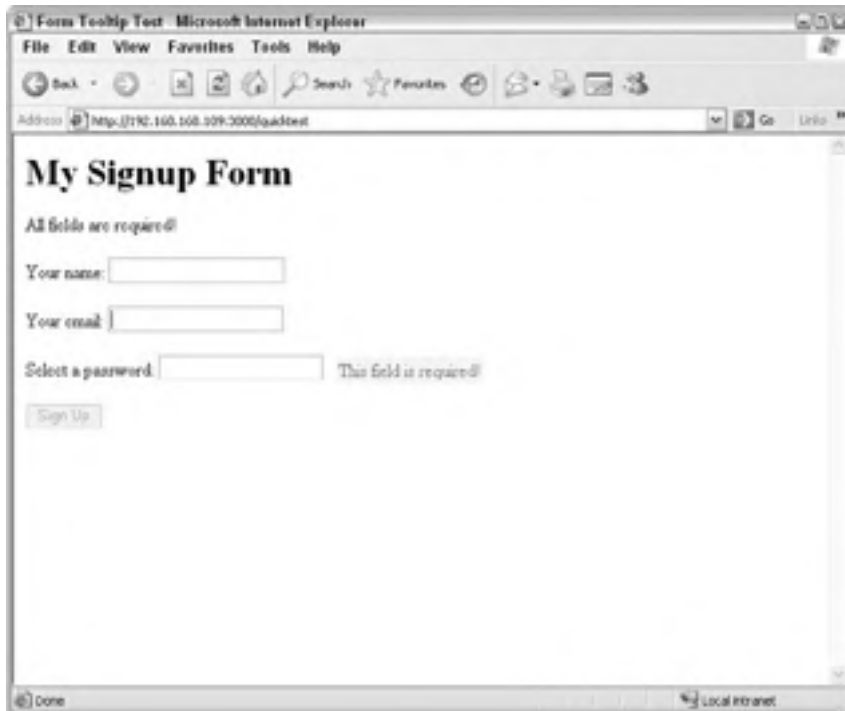 Form Tooltip Test - Microsoft Internet Explorer
File Edit View Favorites Tools Help
Back Search Favorites
Address http://192.168.168.109:3000/quicktest Go Links »
My Signup Form
All fields are required!
Your name:
Your email:
Select a password: This field is required!
Sign Up
Done Local intranet